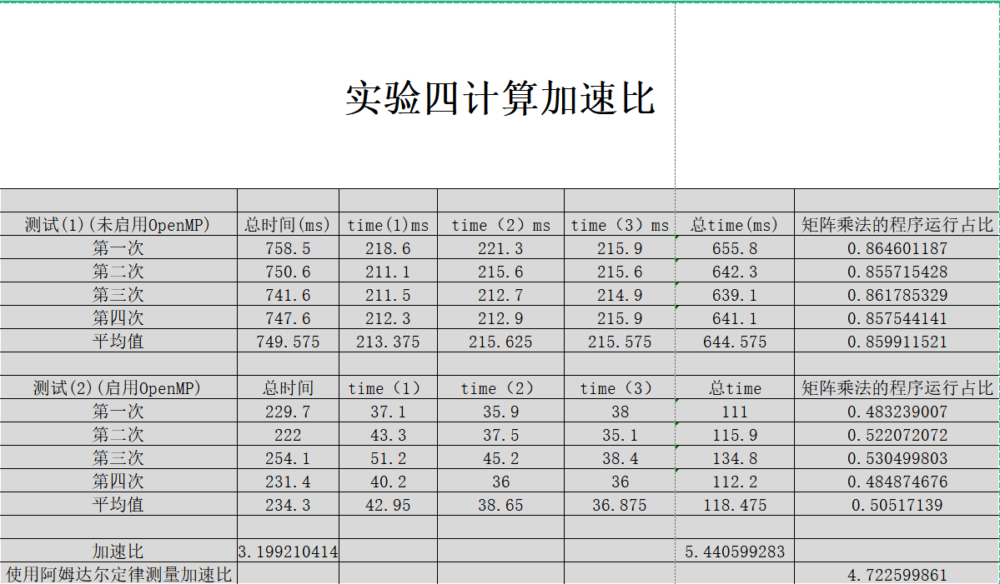 实验四计算加速比
测试(1)(未启用OpenMP) 总时间(ms) time(1)ms time（2）ms time（3）ms 总time(ms) 矩阵乘法的程序运行占比
第一次 758.5 218.6 221.3 215.9 655.8 0.864601187
第二次 750.6 211.1 215.6 215.6 642.3 0.855715428
第三次 741.6 211.5 212.7 214.9 639.1 0.861785329
第四次 747.6 212.3 212.9 215.9 641.1 0.857544141
平均值 749.575 213.375 215.625 215.575 644.575 0.859911521
测试(2)(启用OpenMP) 总时间 time（1） time（2） time（3） 总time 矩阵乘法的程序运行占比
第一次 229.7 37.1 35.9 38 111 0.483239007
第二次 222 43.3 37.5 35.1 115.9 0.522072072
第三次 254.1 51.2 45.2 38.4 134.8 0.530499803
第四次 231.4 40.2 36 36 112.2 0.484874676
平均值 234.3 42.95 38.65 36.875 118.475 0.50517139
加速比 3.199210414 5.440599283
使用阿姆达尔定律测量加速比 4.722599861